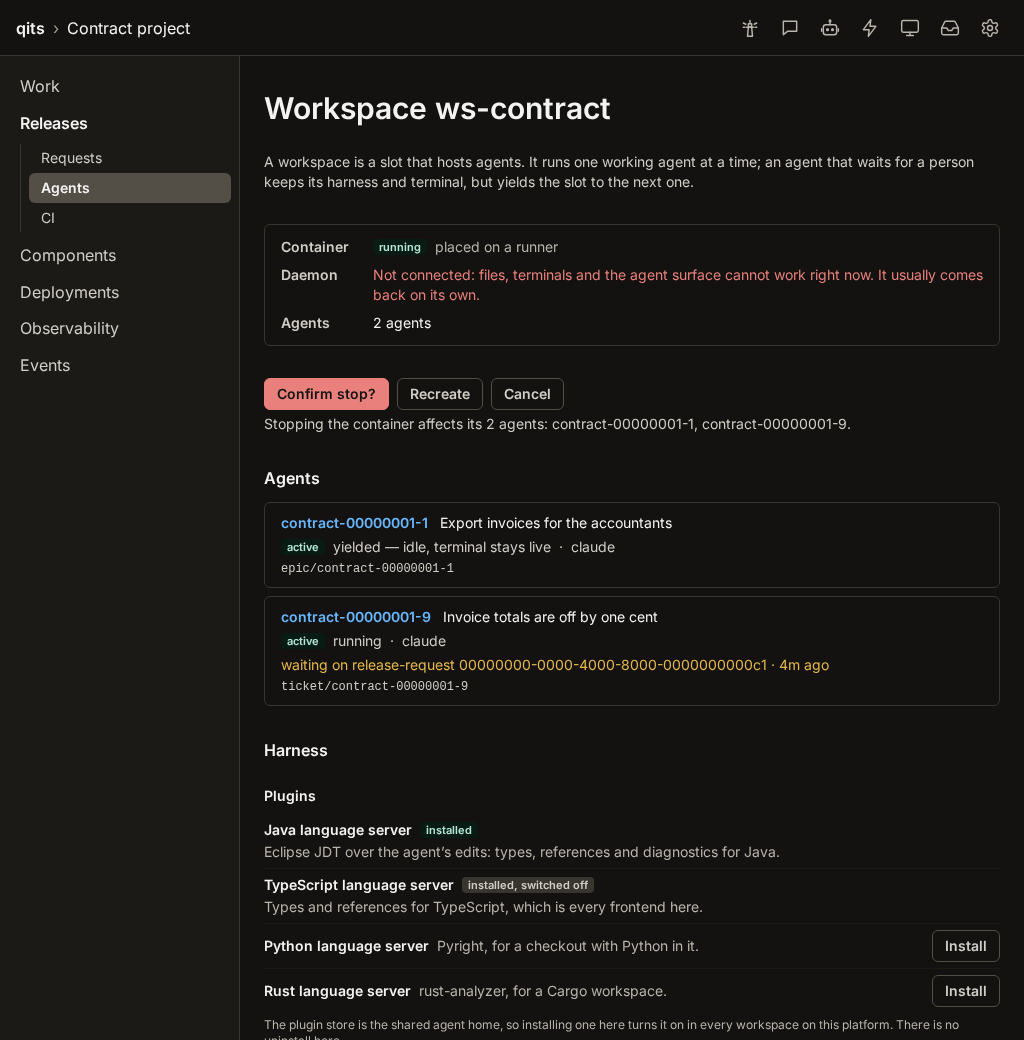 qits › Contract project
Work
Releases
Requests
Agents
CI
Components
Deployments
Observability
Events
Workspace ws-contract
A workspace is a slot that hosts agents. It runs one working agent at a time; an agent that waits for a person
keeps its harness and terminal, but yields the slot to the next one.
Container running placed on a runner
Daemon Not connected: files, terminals and the agent surface cannot work right now. It usually comes
back on its own.
Agents 2 agents
Confirm stop? Recreate Cancel
Stopping the container affects its 2 agents: contract-00000001-1, contract-00000001-9.
Agents
contract-00000001-1 Export invoices for the accountants
active yielded — idle, terminal stays live · claude
epic/contract-00000001-1
contract-00000001-9 Invoice totals are off by one cent
active running · claude
waiting on release-request 00000000-0000-4000-8000-0000000000c1 · 4m ago
ticket/contract-00000001-9
Harness
Plugins
Java language server installed
Eclipse JDT over the agent’s edits: types, references and diagnostics for Java.
TypeScript language server installed, switched off
Types and references for TypeScript, which is every frontend here.
Python language server Pyright, for a checkout with Python in it. Install
Rust language server rust-analyzer, for a Cargo workspace. Install
The plugin store is the shared agent home, so installing one here turns it on in every workspace on this platform. There is no
uninstall here.